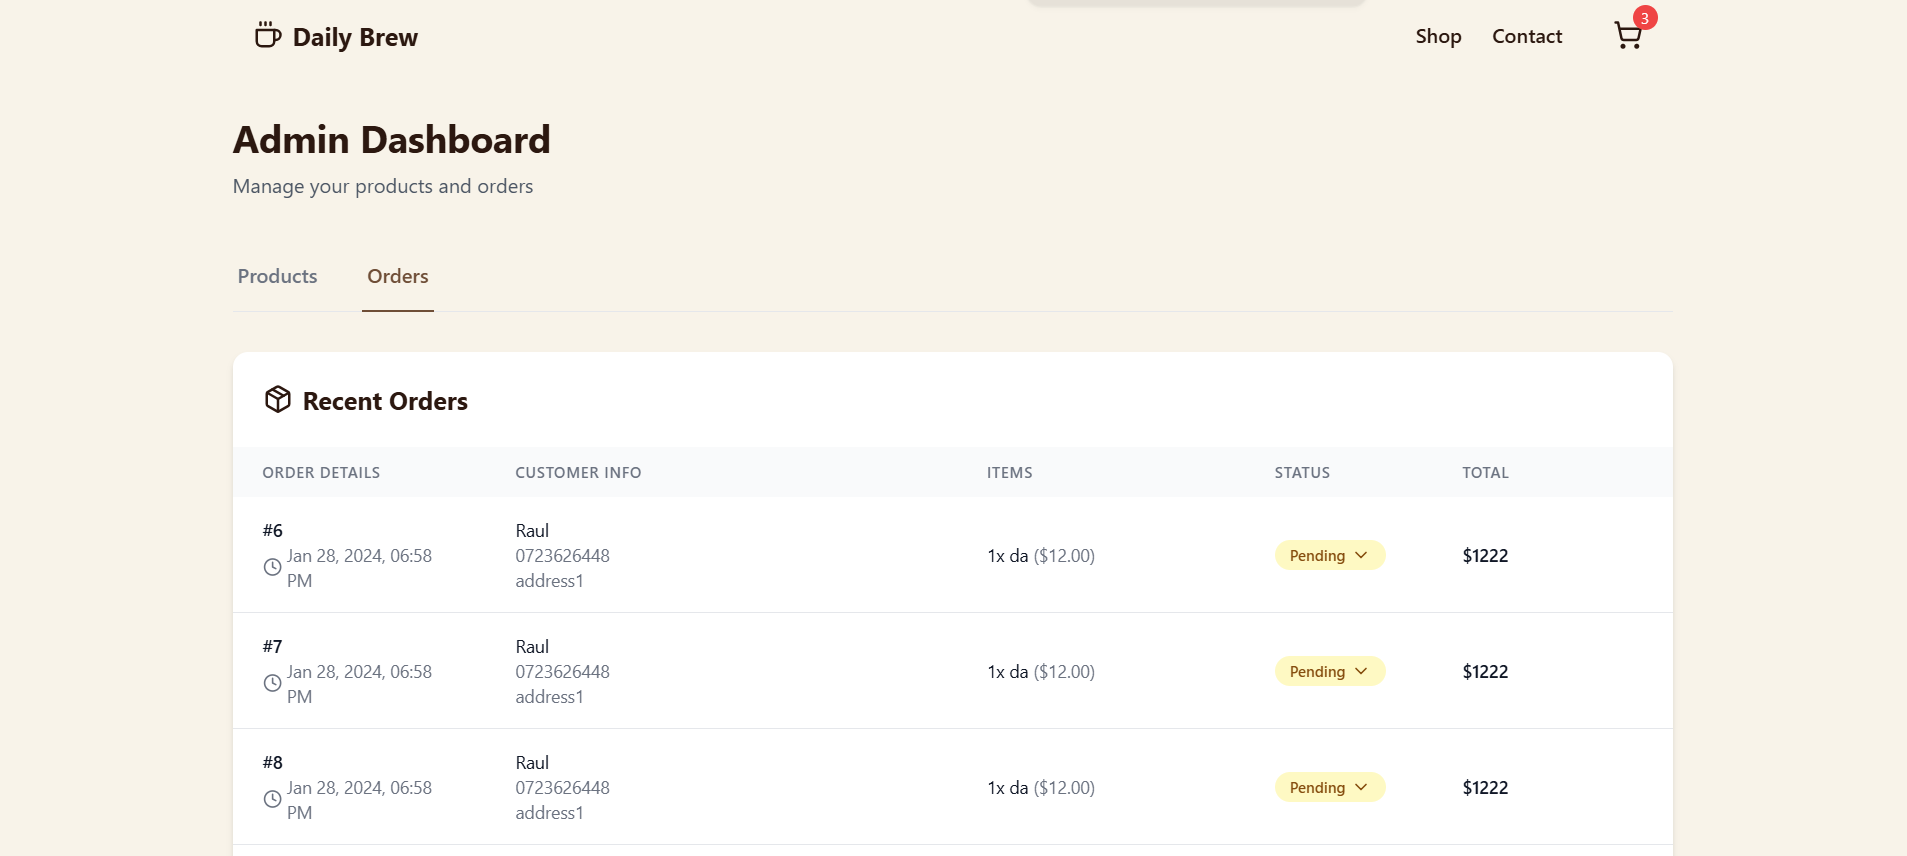 Daily Brew
Shop
Contact
3
Admin Dashboard
Manage your products and orders
Products
Orders
Recent Orders
ORDER DETAILS
CUSTOMER INFO
ITEMS
STATUS
TOTAL
#6
Jan 28, 2024, 06:58
PM
Raul
0723626448
address1
1x da ($12.00)
Pending
$1222
#7
Jan 28, 2024, 06:58
PM
Raul
0723626448
address1
1x da ($12.00)
Pending
$1222
#8
Jan 28, 2024, 06:58
PM
Raul
0723626448
address1
1x da ($12.00)
Pending
$1222